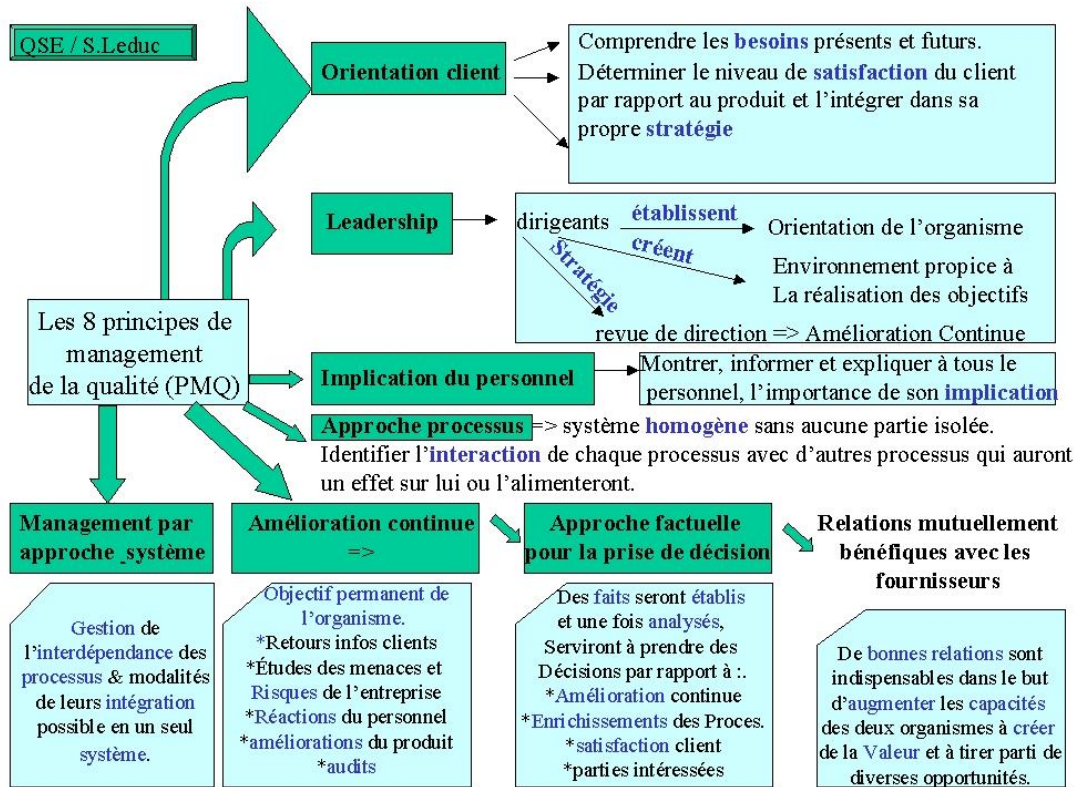 QSE / S.Leduc
Orientation client
Comprendre les besoins présents et futurs.
Déterminer le niveau de satisfaction du client
par rapport au produit et l'intégrer dans sa
propre stratégie
Leadership
dirigeants
établissent
Orientation de l'organisme
créent
Environnement propice à
La réalisation des objectifs
Stratégie
revue de direction => Amélioration Continue
Les 8 principes de
management
de la qualité (PMQ)
Implication du personnel
Montrer, informer et expliquer à tous le
personnel, l'importance de son implication
Approche processus => système homogène sans aucune partie isolée.
Identifier l'interaction de chaque processus avec d'autres processus qui auront
un effet sur lui ou l'alimenteront.
Management par
approche système
Gestion de
l'interdépendance des
processus & modalités
de leurs intégration
possible en un seul
système.
Amélioration continue
=>
Objectif permanent de
l'organisme.
*Retours infos clients
*Études des menaces et
Risques de l'entreprise
*Réactions du personnel
*améliorations du produit
*audits
Approche factuelle
pour la prise de décision
Des faits seront établis
et une fois analysés,
Serviront à prendre des
Décisions par rapport à :.
*Amélioration continue
*Enrichissements des Proces.
*satisfaction client
*parties intéressées
Relations mutuellement
bénéfiques avec les
fournisseurs
De bonnes relations sont
indispensables dans le but
d'augmenter les capacités
des deux organismes à créer
de la Valeur et à tirer parti de
diverses opportunités.